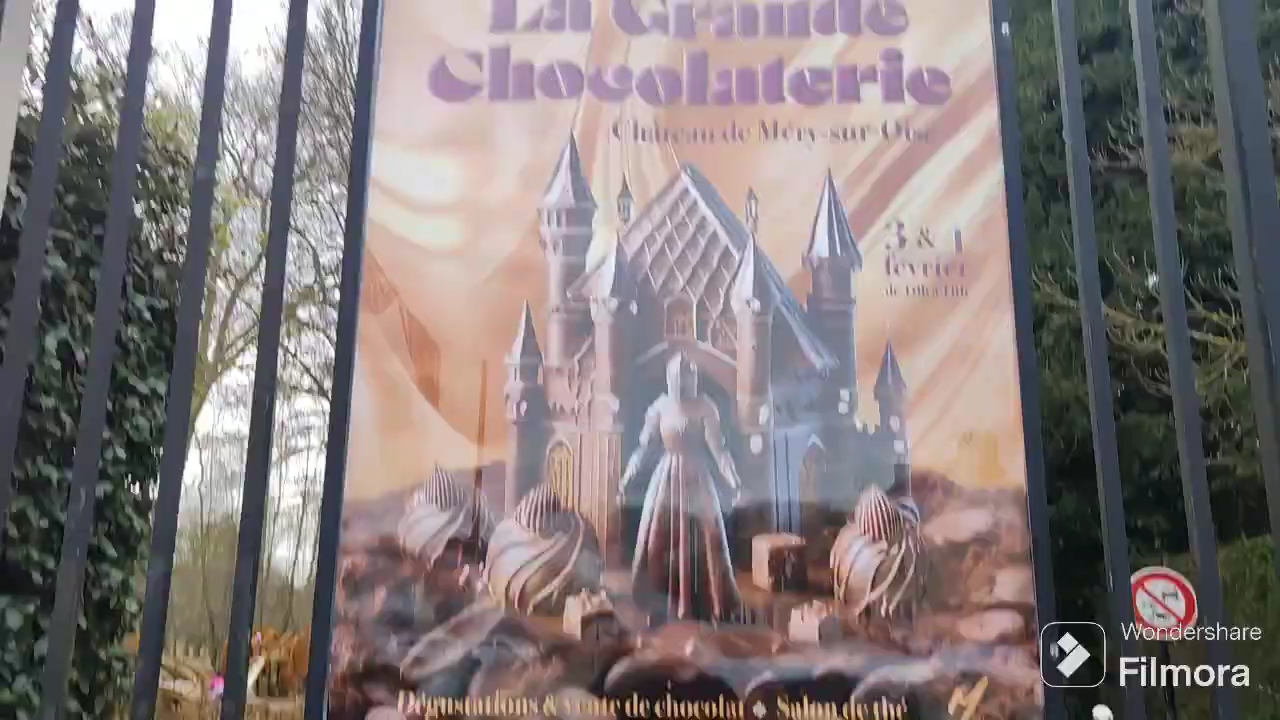 La Grande
Chocolaterie
Château de Méry-sur-Oise
3 &
février
Dégustations & vente de chocolat ◆ Salon de thé
Wondershare
Filmora